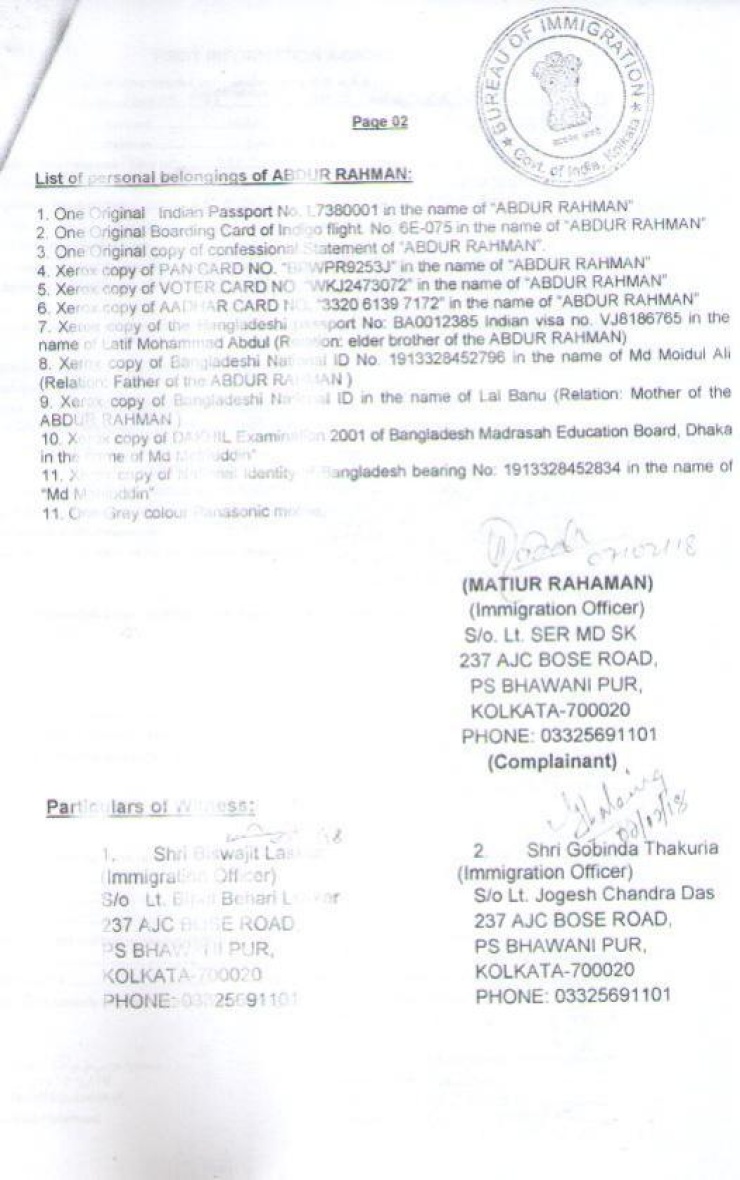 BUREAU OF IMMIGRATION
Govt. of India, Kolkata
Page 02
List of personal belongings of ABDUR RAHMAN:
1. One Original Indian Passport No. L7380001 in the name of "ABDUR RAHMAN"
2. One Original Boarding Card of Indigo flight. No. 6E-075 in the name of "ABDUR RAHMAN"
3. One Original copy of confessional Statement of "ABDUR RAHMAN".
4. Xerox copy of PAN CARD NO. PR9253J" in the name of "ABDUR RAHMAN"
5. Xerox copy of VOTER CARD NO. "WKJ2473072" in the name of "ABDUR RAHMAN"
6. Xerox copy of AADHAR CARD NO. "3320 6139 7172" in the name of "ABDUR RAHMAN"
7. Xerox copy of the Bangladeshi passport No: BA0012385 Indian visa no. VJ8186765 in the
name of Latif Mohammad Abdul (Relation: elder brother of the ABDUR RAHMAN)
8. Xerox copy of Bangladeshi National ID No. 1913328452796 in the name of Md Moidul Ali
(Relation: Father of the ABDUR RAHMAN )
9. Xerox copy of Bangladeshi National ID in the name of Lal Banu (Relation: Mother of the
ABDUR RAHMAN )
10. Xerox copy of DAKHIL Examination 2001 of Bangladesh Madrasah Education Board, Dhaka
in the name of Md
11. Xerox copy of National Identity of Bangladesh bearing No: 1913328452834 in the name of
"Md
11. One Gray colour Panasonic
07/02/18
(MATIUR RAHAMAN)
(Immigration Officer)
S/o. Lt. SER MD SK
237 AJC BOSE ROAD,
PS BHAWANI PUR,
KOLKATA-700020
PHONE: 03325691101
(Complainant)
Particulars of Witness:
1. Shri Biswajit
(Immigration Officer)
S/o Lt. Behari
237 AJC BOSE ROAD,
PS BHAWANI PUR,
KOLKATA-700020
PHONE: 03325691101
2. Shri Gobinda Thakuria
(Immigration Officer)
S/o Lt. Jogesh Chandra Das
237 AJC BOSE ROAD,
PS BHAWANI PUR,
KOLKATA-700020
PHONE: 03325691101